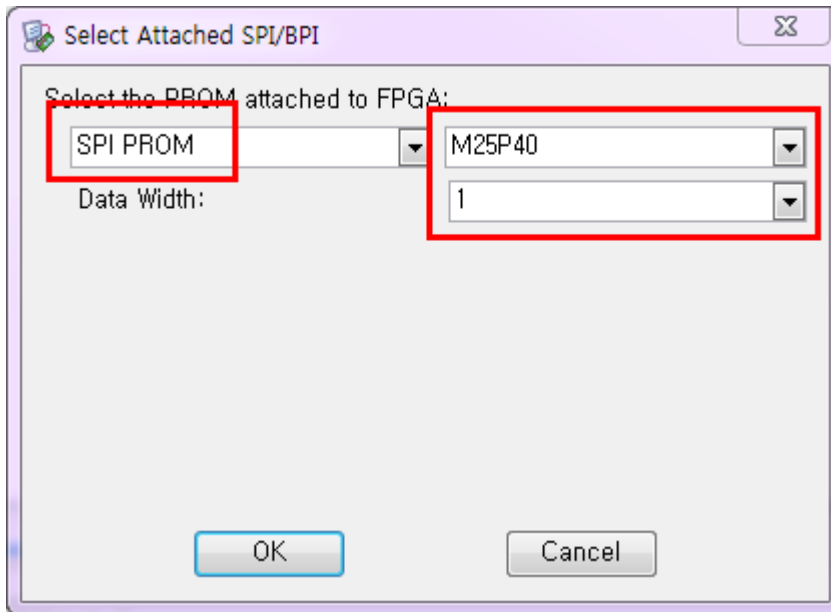 Select Attached SPI/BPI
Select the PROM attached to FPGA:
SPI PROM M25P40
Data Width: 1
OK Cancel